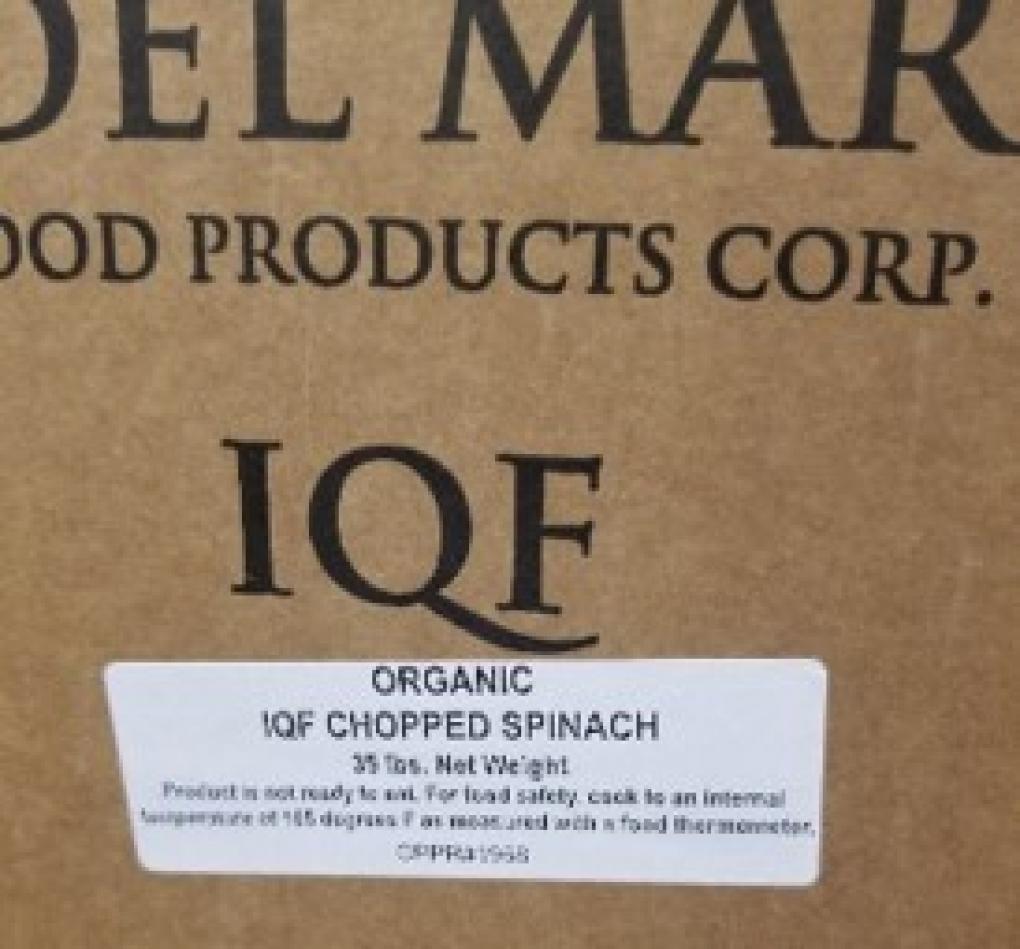 DEL MAR
OOD PRODUCTS CORP.
IQF
ORGANIC
IQF CHOPPED SPINACH
35 lbs. Net Weight
Product is not ready to eat. For food safety, cook to an internal
temperature of 165 degrees F as measured with a food thermometer.